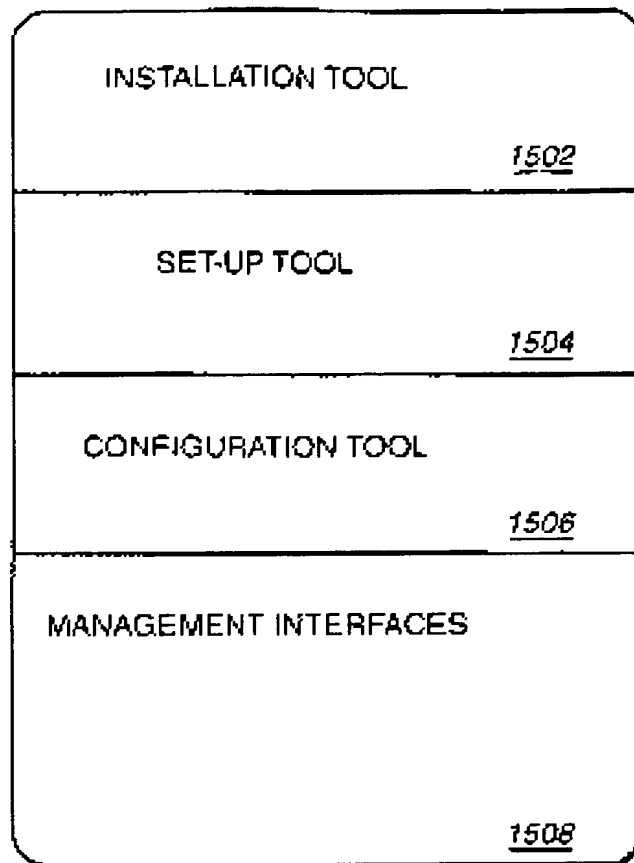 INSTALLATION TOOL
1502
SET-UP TOOL
1504
CONFIGURATION TOOL
1506
MANAGEMENT INTERFACES
1508